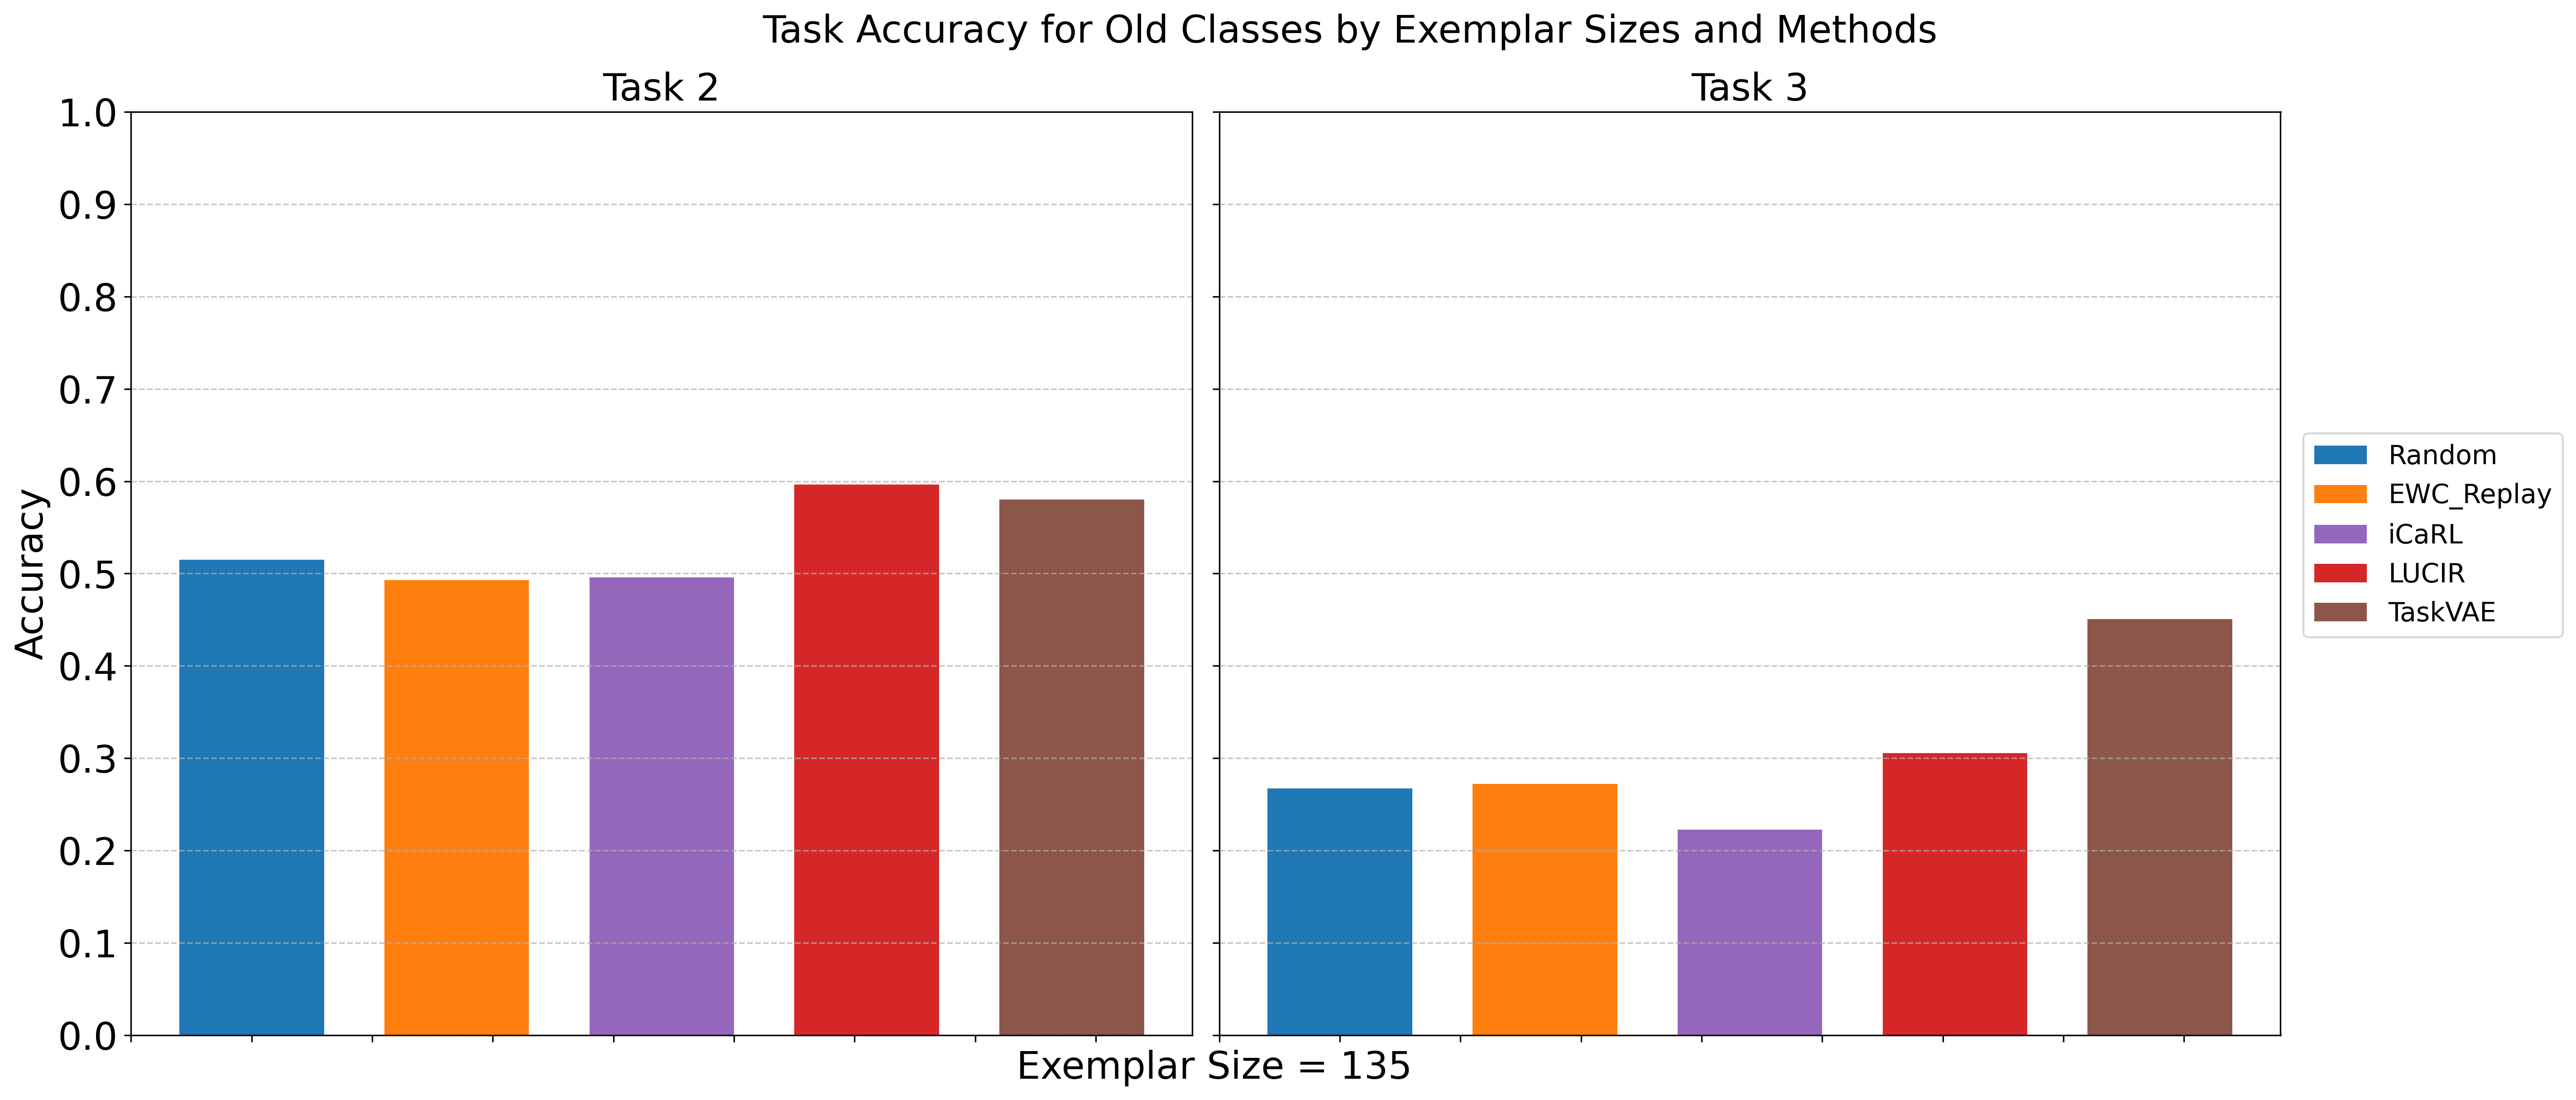 Task Accuracy for Old Classes by Exemplar Sizes and Methods
Task 2
Task 3
1.0
0.9
0.8
0.7
0.6
0.5
0.4
0.3
0.2
0.1
0.0
Accuracy
Exemplar Size = 135
Random
EWC_Replay
iCaRL
LUCIR
TaskVAE